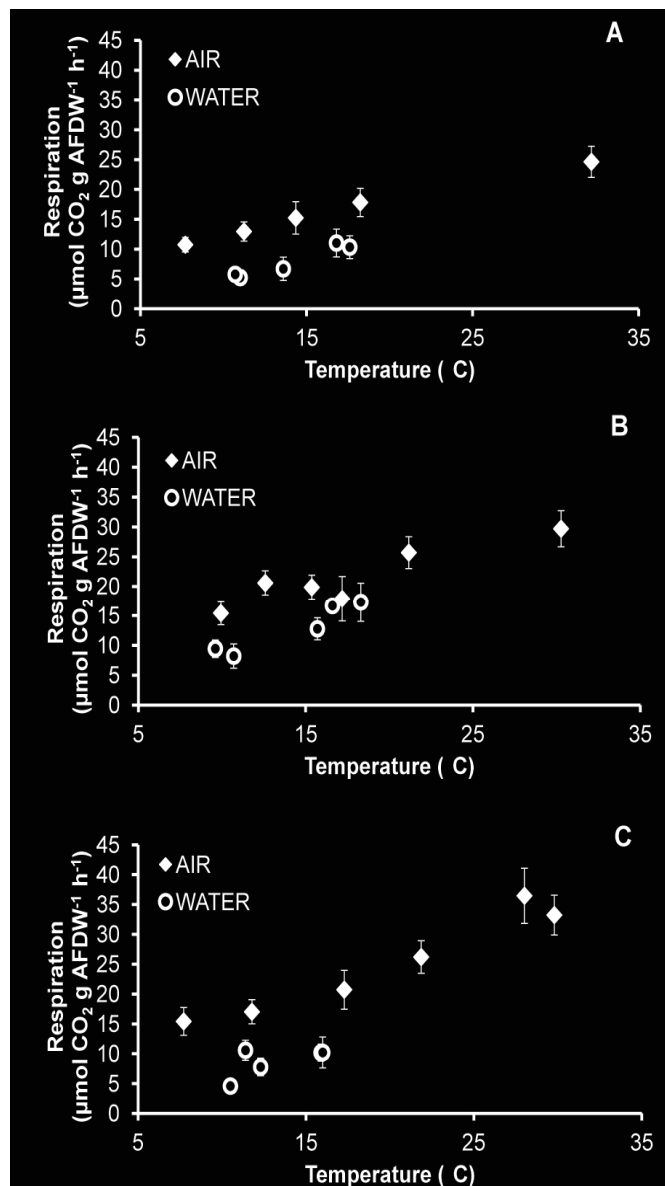 A
Respiration
(µmol CO₂ g AFDW⁻¹ h⁻¹)
45
40
35
30
25
20
15
10
5
0
AIR
WATER
5 15 25 35
Temperature ( C)
B
Respiration
(µmol CO₂ g AFDW⁻¹ h⁻¹)
45
40
35
30
25
20
15
10
5
0
AIR
WATER
5 15 25 35
Temperature ( C)
C
Respiration
(µmol CO₂ g AFDW⁻¹ h⁻¹)
45
40
35
30
25
20
15
10
5
0
AIR
WATER
5 15 25 35
Temperature ( C)